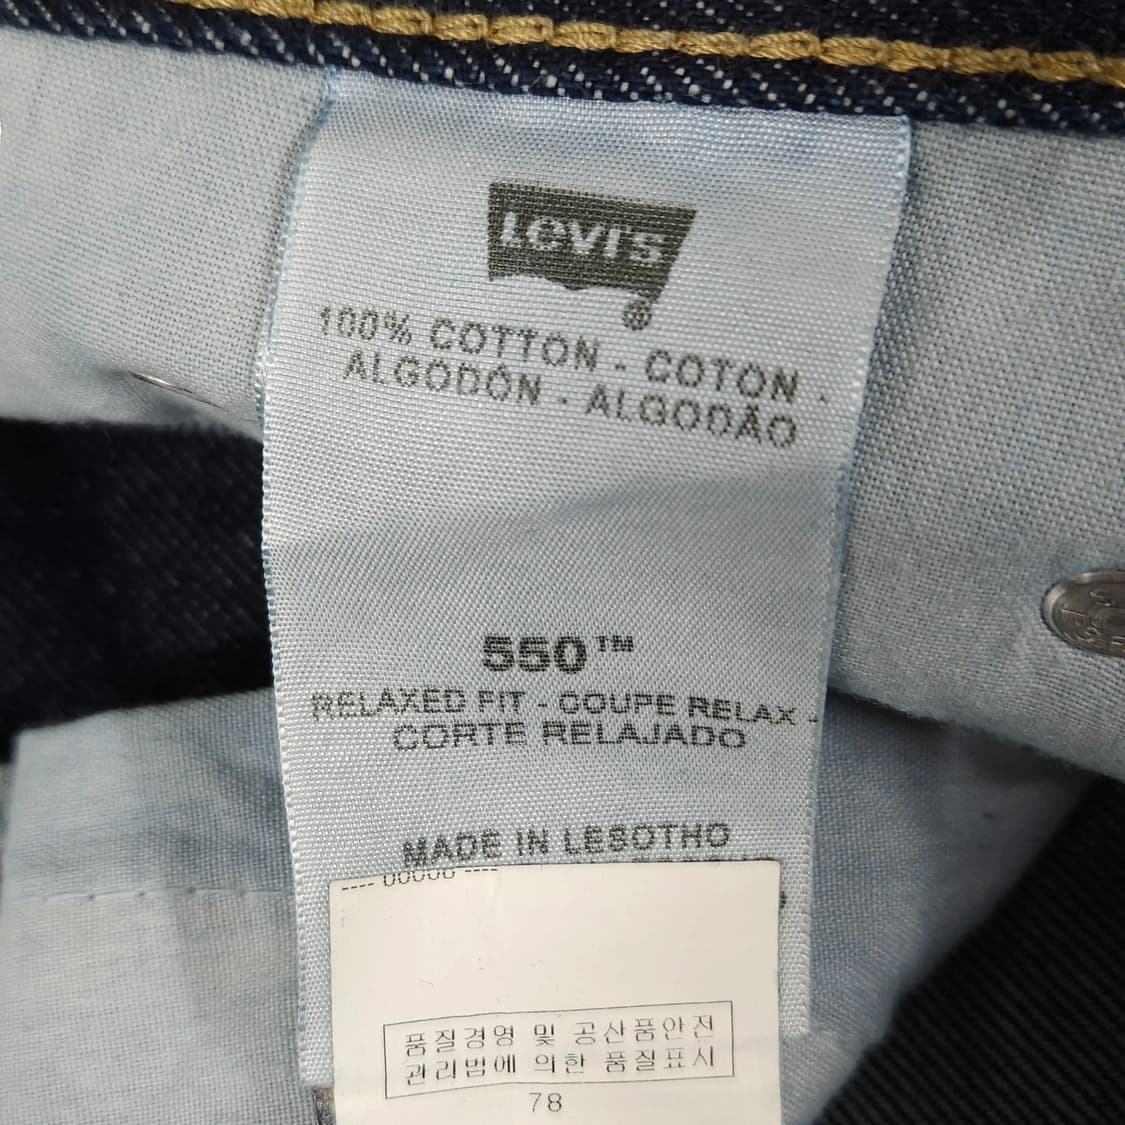 LEVI'S
®
100% COTTON - COTON -
ALGODÓN - ALGODÃO
550™
RELAXED FIT - COUPE RELAX -
CORTE RELAJADO
MADE IN LESOTHO
품질경영 및 공산품안전
관리법에 의한 품질표시
78